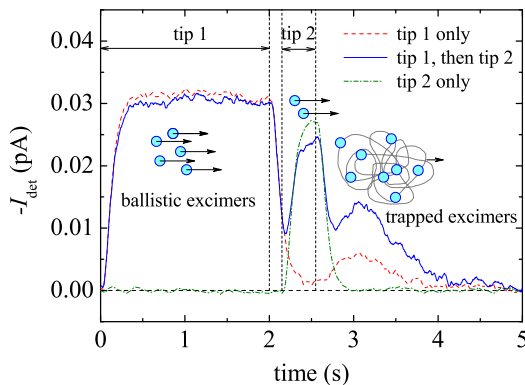 tip 1
tip 2
tip 1 only
tip 1, then tip 2
tip 2 only
ballistic excimers
trapped excimers
0.04
0.03
0.02
0.01
0.00
-I_det (pA)
0 1 2 3 4 5
time (s)